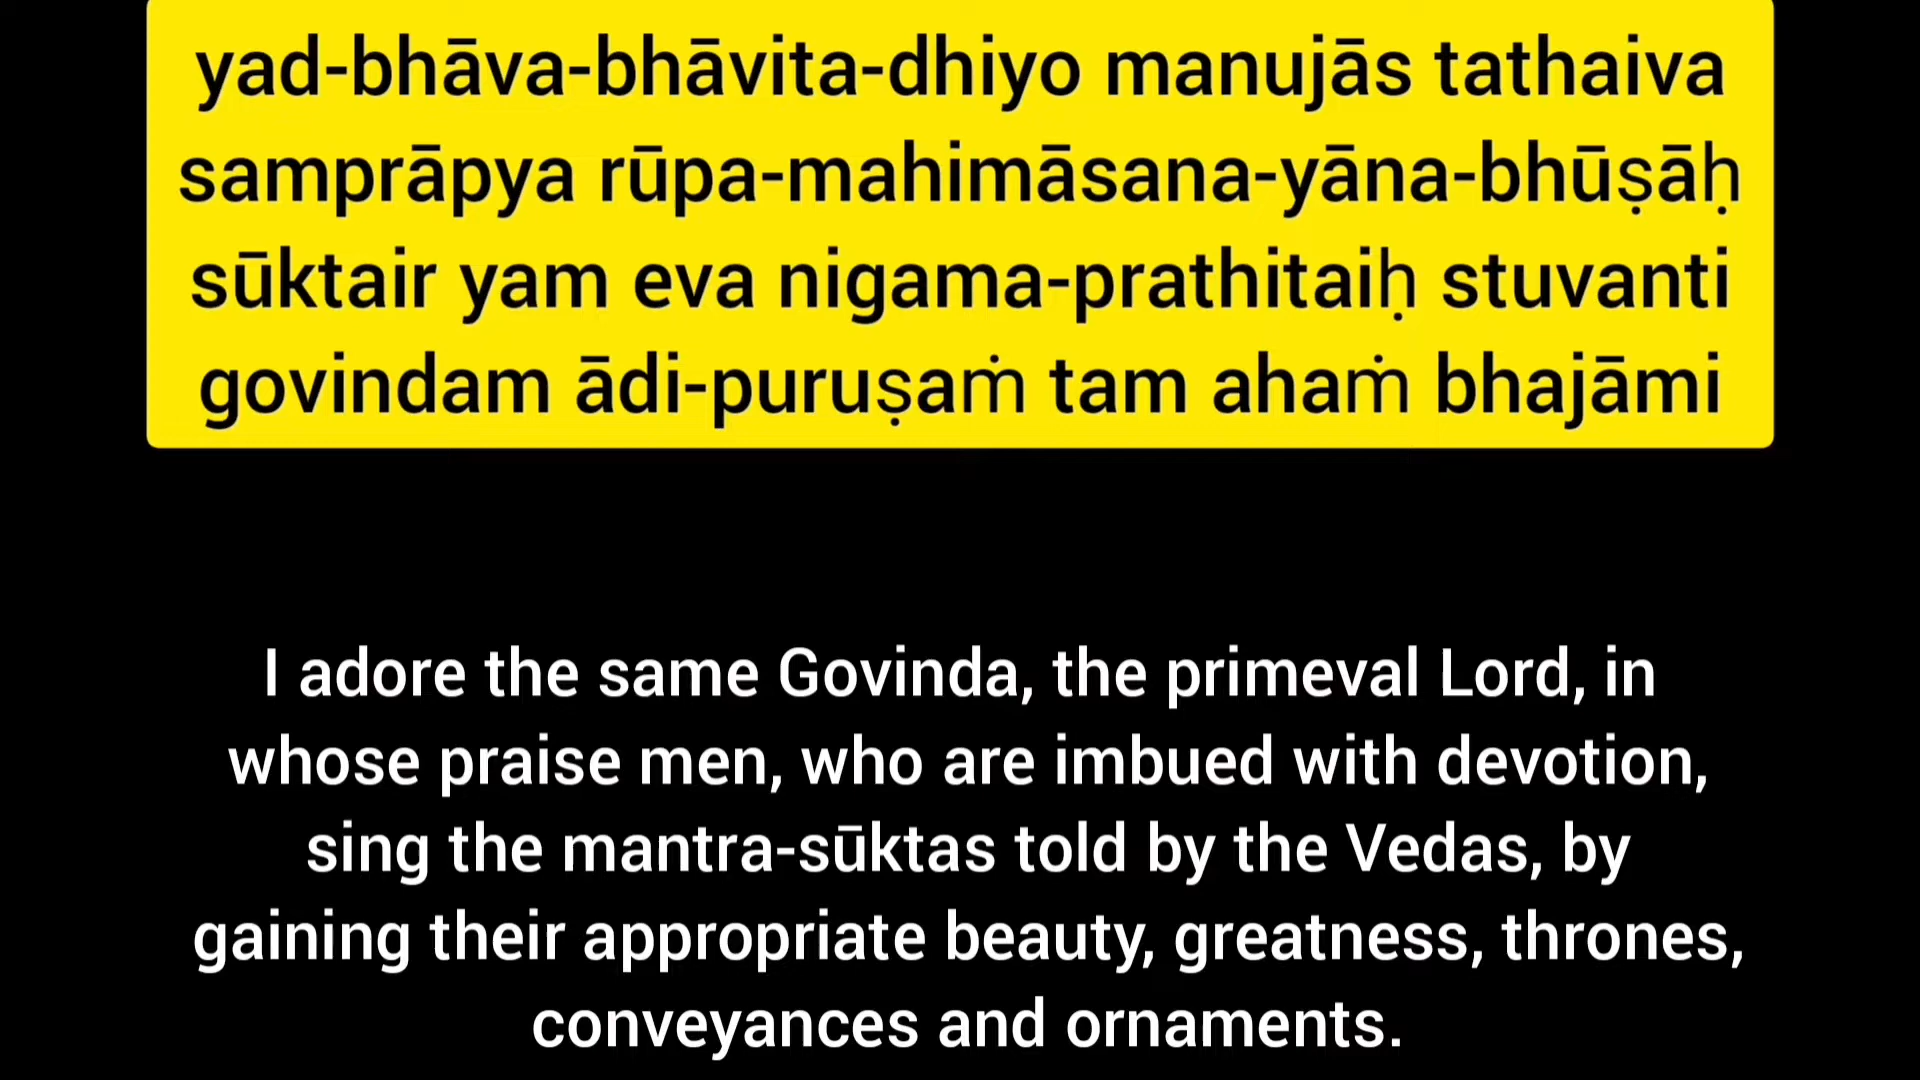 yad-bhāva-bhāvita-dhiyo manujās tathaiva
samprāpya rūpa-mahimāsana-yāna-bhūṣāḥ
sūktair yam eva nigama-prathitaiḥ stuvanti
govindam ādi-puruṣaṁ tam ahaṁ bhajāmi
I adore the same Govinda, the primeval Lord, in
whose praise men, who are imbued with devotion,
sing the mantra-sūktas told by the Vedas, by
gaining their appropriate beauty, greatness, thrones,
conveyances and ornaments.